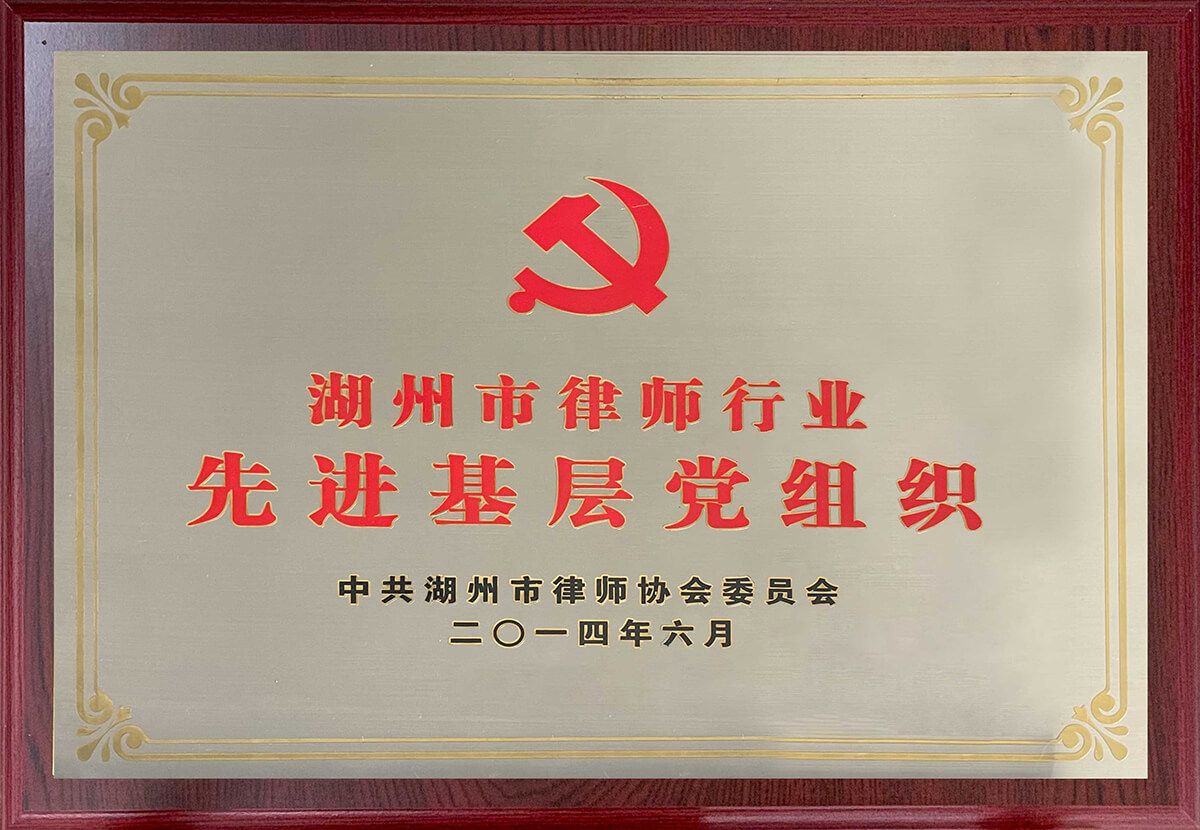 湖州市律师行业
先进基层党组织
中共湖州市律师协会委员会
二〇一四年六月